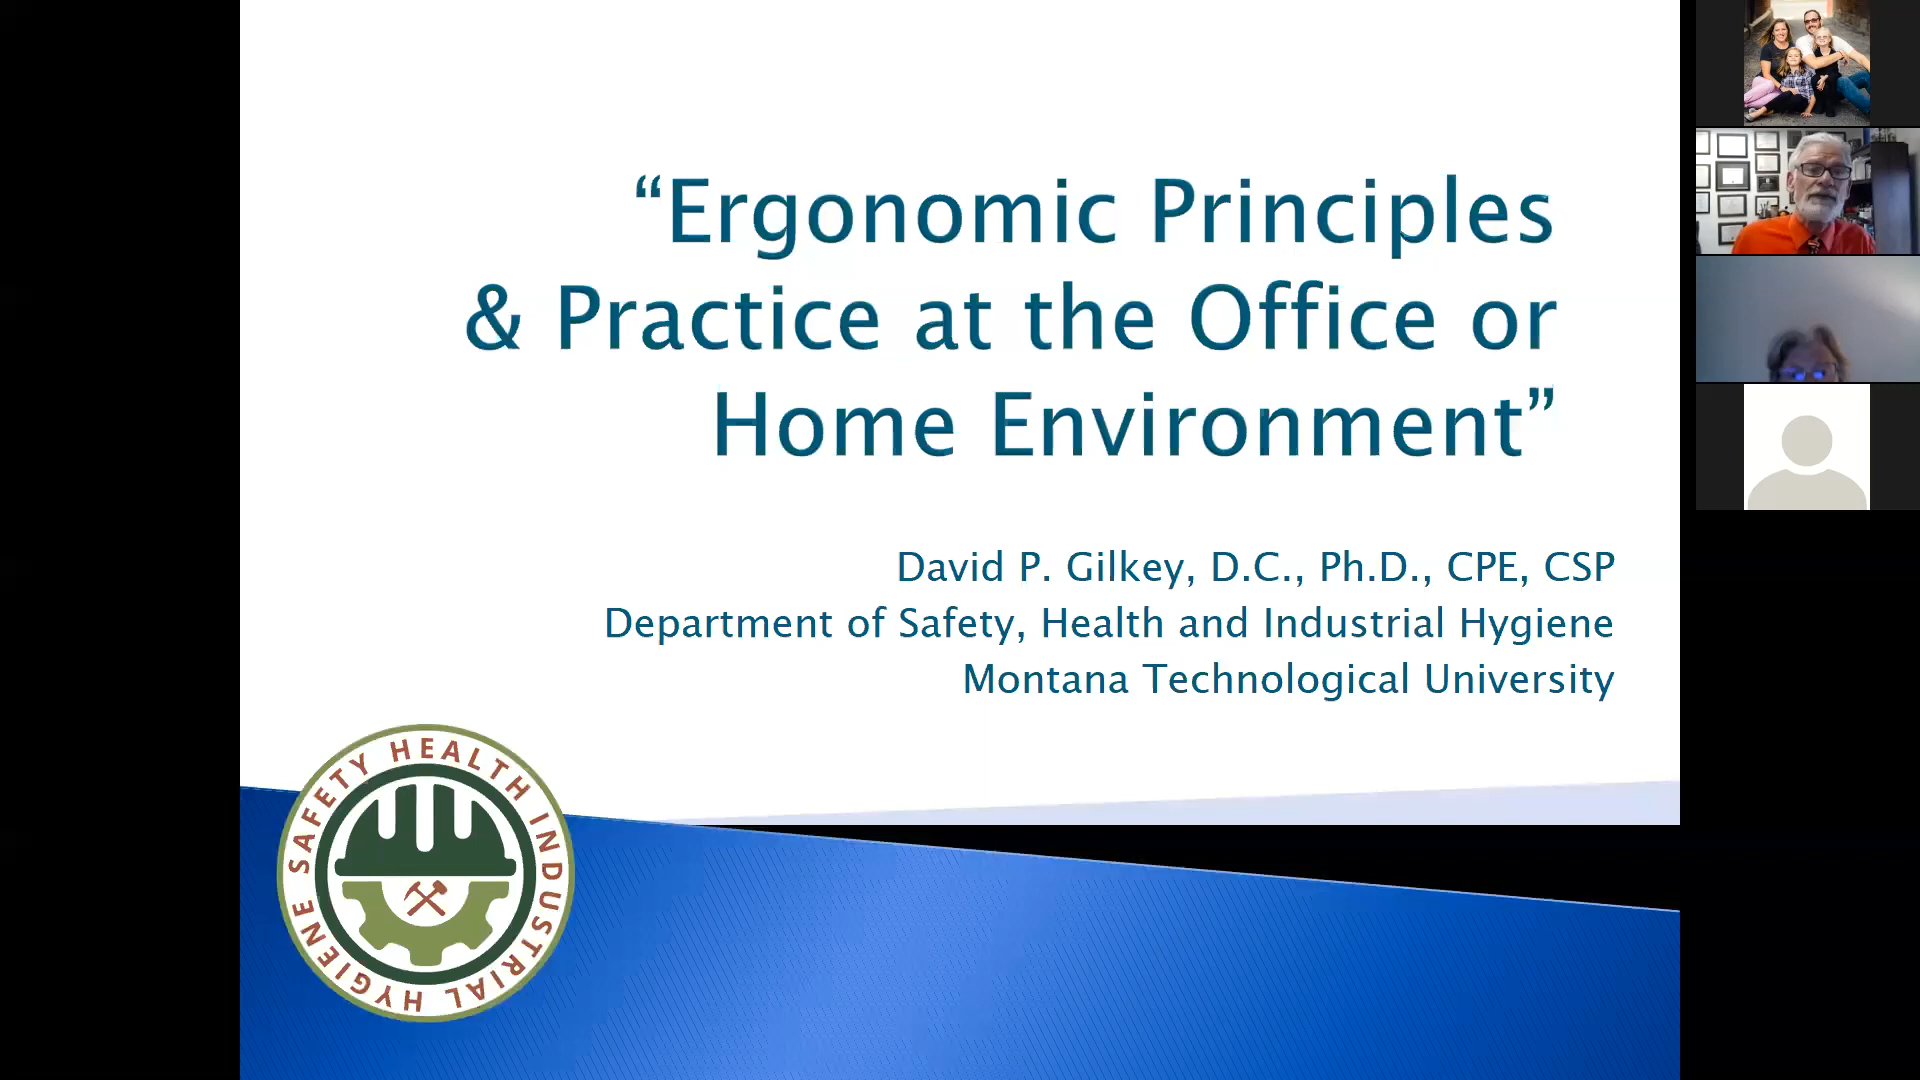 “Ergonomic Principles
& Practice at the Office or
Home Environment”
David P. Gilkey, D.C., Ph.D., CPE, CSP
Department of Safety, Health and Industrial Hygiene
Montana Technological University
SAFETY HEALTH INDUSTRIAL HYGIENE